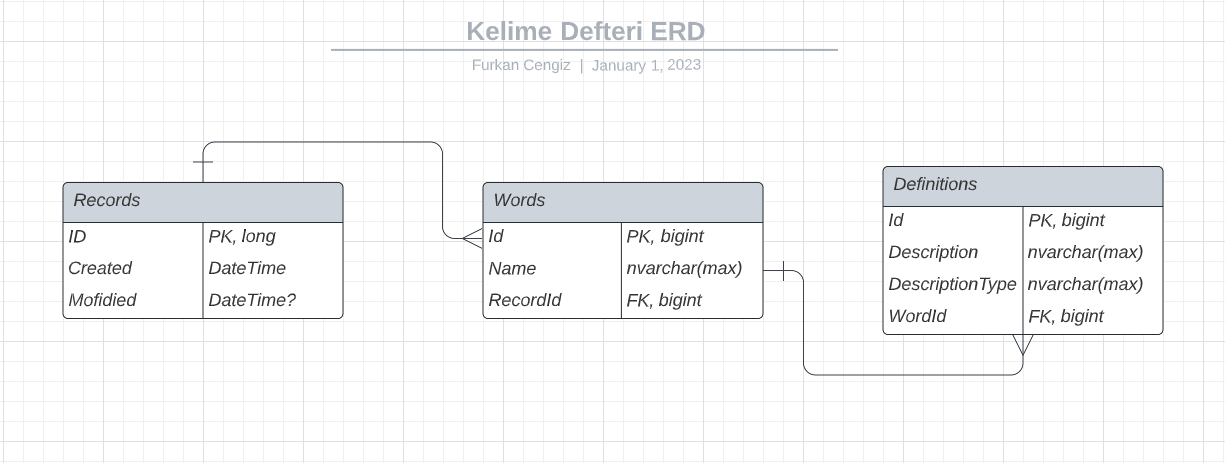 Kelime Defteri ERD
Furkan Cengiz | January 1, 2023
Records
ID PK, long
Created DateTime
Mofidied DateTime?
Words
Id PK, bigint
Name nvarchar(max)
RecordId FK, bigint
Definitions
Id PK, bigint
Description nvarchar(max)
DescriptionType nvarchar(max)
WordId FK, bigint